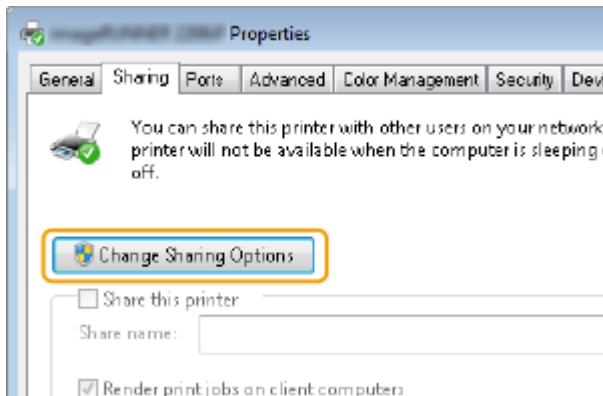 Properties
General Sharing Ports Advanced Color Management Security Devi
You can share this printer with other users on your network
printer will not be available when the computer is sleeping
off.
Change Sharing Options
Share this printer
Share name:
Render print jobs on client computers